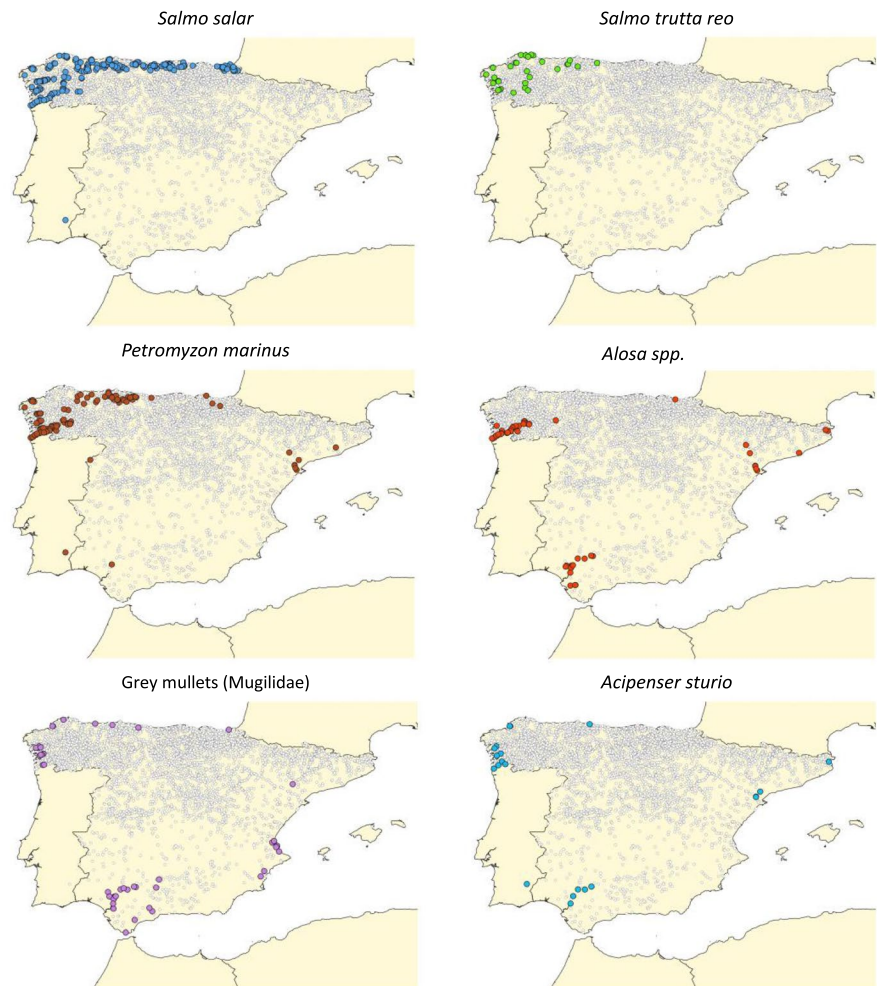 Salmo salar
Salmo trutta reo
Petromyzon marinus
Alosa spp.
Grey mullets (Mugilidae)
Acipenser sturio